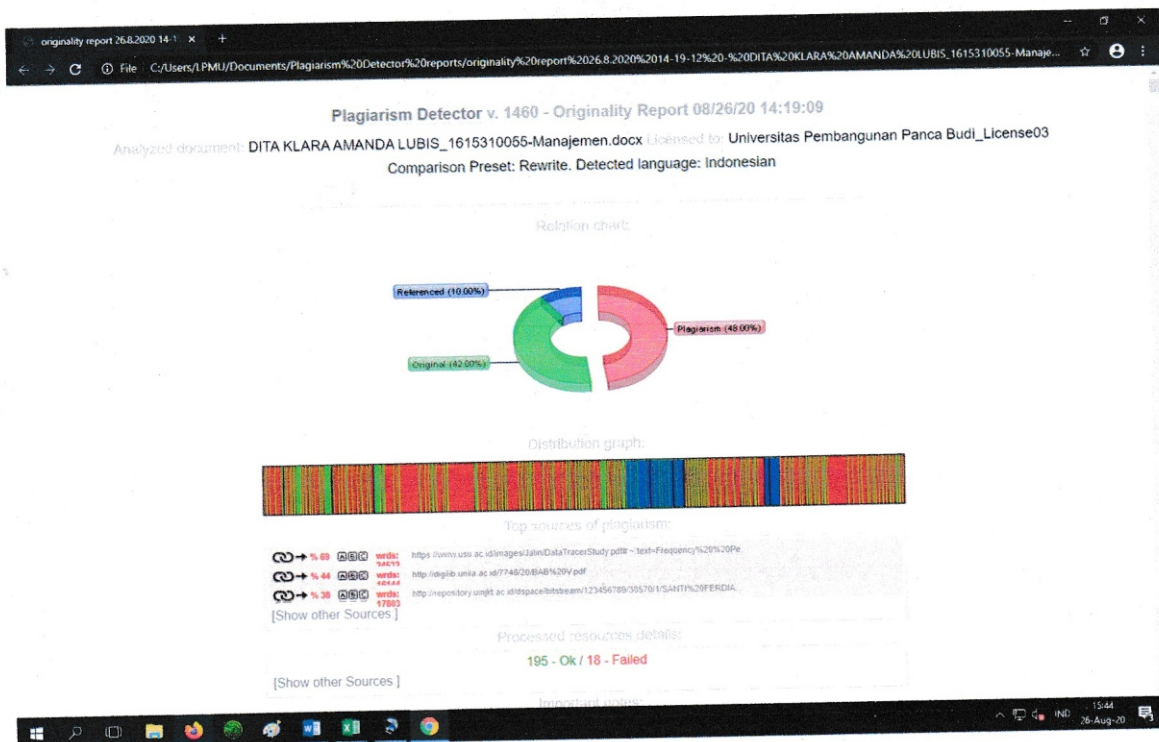 originality report 26.8.2020 14-1
File C:/Users/LPMU/Documents/Plagiarism%20Detector%20reports/originality%20report%2026.8.2020%2014-19-12%20-%20DITA%20KLARA%20AMANDA%20LUBIS_1615310055-Manaje...
Plagiarism Detector v. 1460 - Originality Report 08/26/20 14:19:09
Analyzed document: DITA KLARA AMANDA LUBIS_1615310055-Manajemen.docx Licensed to: Universitas Pembangunan Panca Budi_License03
Comparison Preset: Rewrite. Detected language: Indonesian
Relation chart:
Referenced (10.00%)
Plagiarism (48.00%)
Original (42.00%)
Distribution graph:
Top sources of plagiarism:
% 69 wrds: https://www.usu.ac.id/images/Jalin/DataTracerStudy.pdf#:~:text=Frequency%20%20Pe.
% 44 wrds: http://digilib.unila.ac.id/7748/20/BAB%20V.pdf
% 38 wrds: 17803 http://repository.uinjkt.ac.id/dspace/bitstream/123456789/30570/1/SANTI%20FERDIA.
[Show other Sources ]
Processed resources details:
195 - Ok / 18 - Failed
[Show other Sources ]
Important notes:
IND
15:44
26-Aug-20